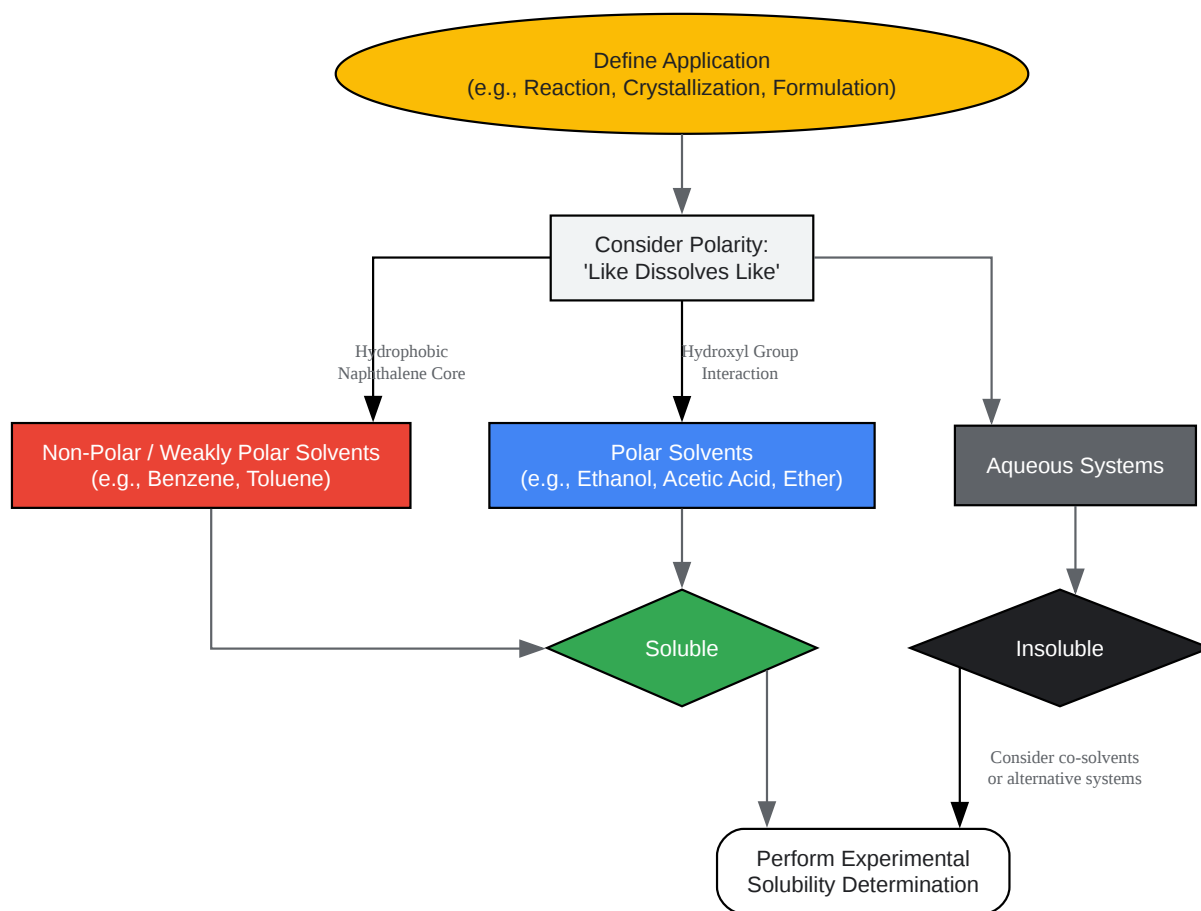 Define Application
(e.g., Reaction, Crystallization, Formulation)
Consider Polarity:
'Like Dissolves Like'
Hydrophobic
Naphthalene Core
Hydroxyl Group
Interaction
Non-Polar / Weakly Polar Solvents
(e.g., Benzene, Toluene)
Polar Solvents
(e.g., Ethanol, Acetic Acid, Ether)
Aqueous Systems
Soluble
Insoluble
Consider co-solvents
or alternative systems
Perform Experimental
Solubility Determination